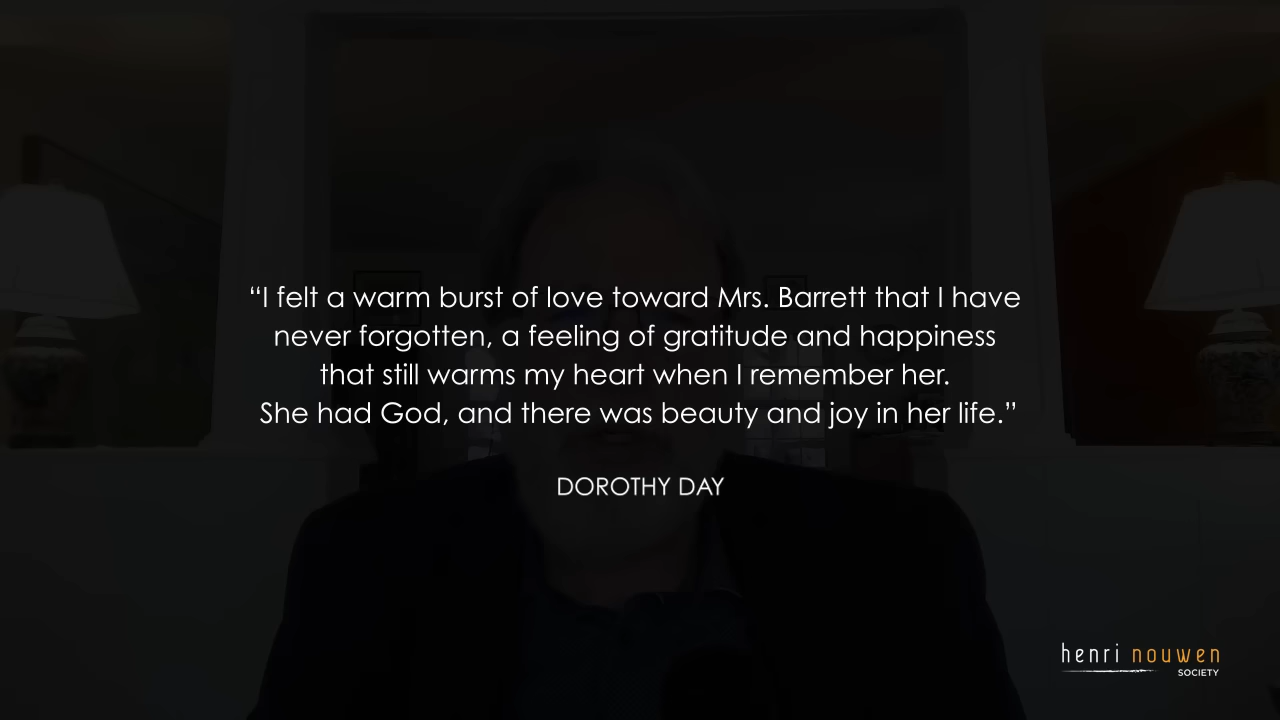 “I felt a warm burst of love toward Mrs. Barrett that I have
never forgotten, a feeling of gratitude and happiness
that still warms my heart when I remember her.
She had God, and there was beauty and joy in her life.”
DOROTHY DAY
henri nouwen
SOCIETY